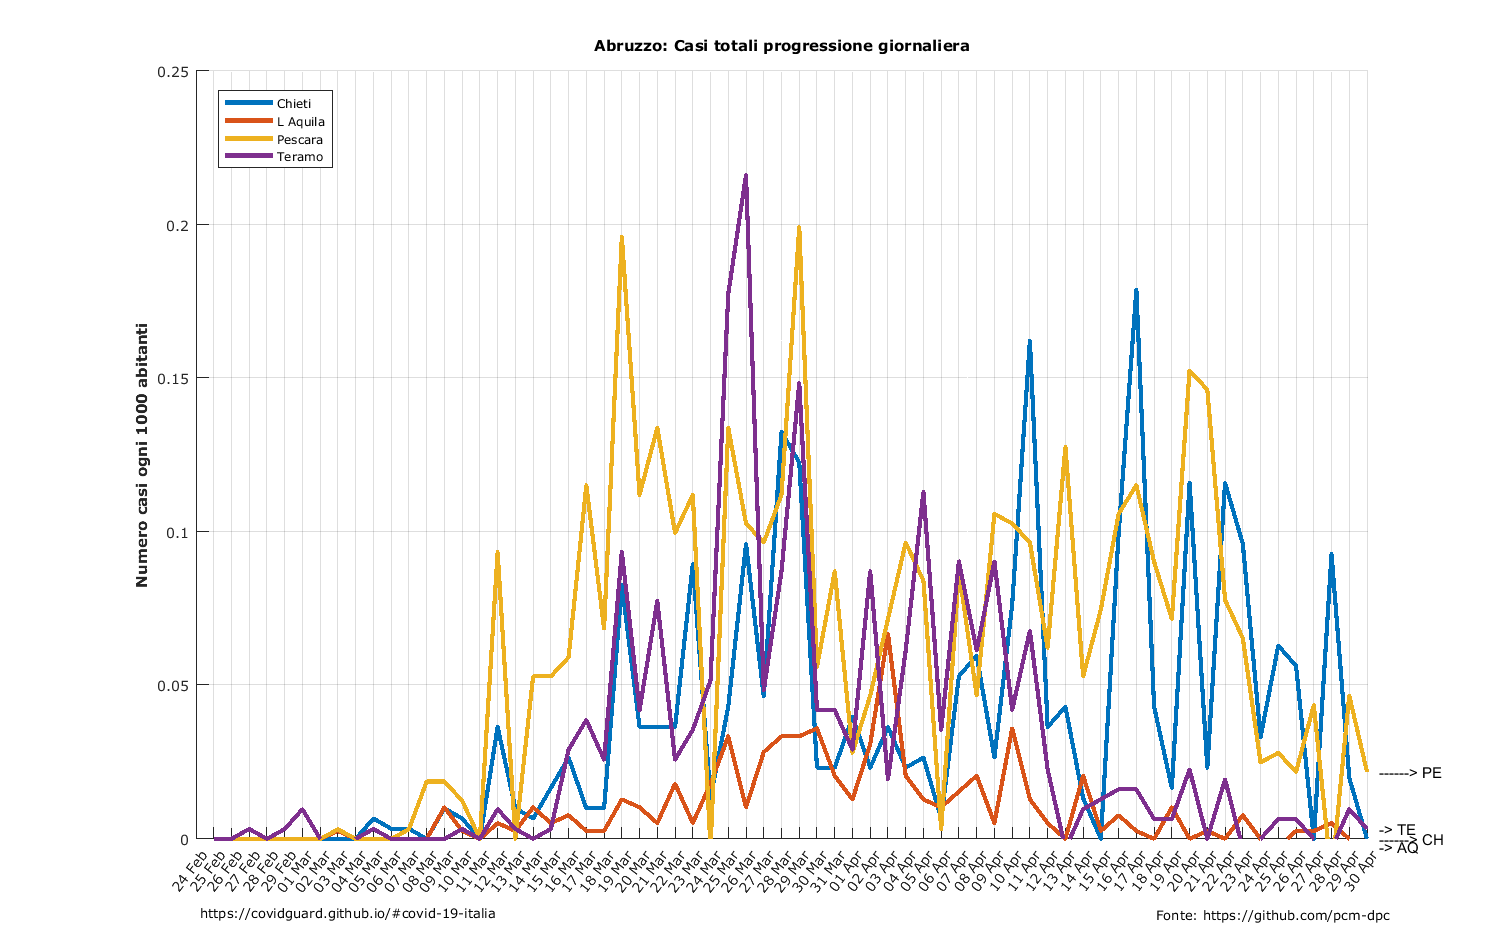 Abruzzo: Casi totali progressione giornaliera
0.25
0.2
0.15
0.1
0.05
0
Numero casi ogni 1000 abitanti
Chieti
L Aquila
Pescara
Teramo
------> PE
-> TE
------> CH
-> AQ
24 Feb
25 Feb
26 Feb
27 Feb
28 Feb
29 Feb
01 Mar
02 Mar
03 Mar
04 Mar
05 Mar
06 Mar
07 Mar
08 Mar
09 Mar
10 Mar
11 Mar
12 Mar
13 Mar
14 Mar
15 Mar
16 Mar
17 Mar
18 Mar
19 Mar
20 Mar
21 Mar
22 Mar
23 Mar
24 Mar
25 Mar
26 Mar
27 Mar
28 Mar
29 Mar
30 Mar
31 Mar
01 Apr
02 Apr
03 Apr
04 Apr
05 Apr
06 Apr
07 Apr
08 Apr
09 Apr
10 Apr
11 Apr
12 Apr
13 Apr
14 Apr
15 Apr
16 Apr
17 Apr
18 Apr
19 Apr
20 Apr
21 Apr
22 Apr
23 Apr
24 Apr
25 Apr
26 Apr
27 Apr
28 Apr
29 Apr
30 Apr
https://covidguard.github.io/#covid-19-italia
Fonte: https://github.com/pcm-dpc